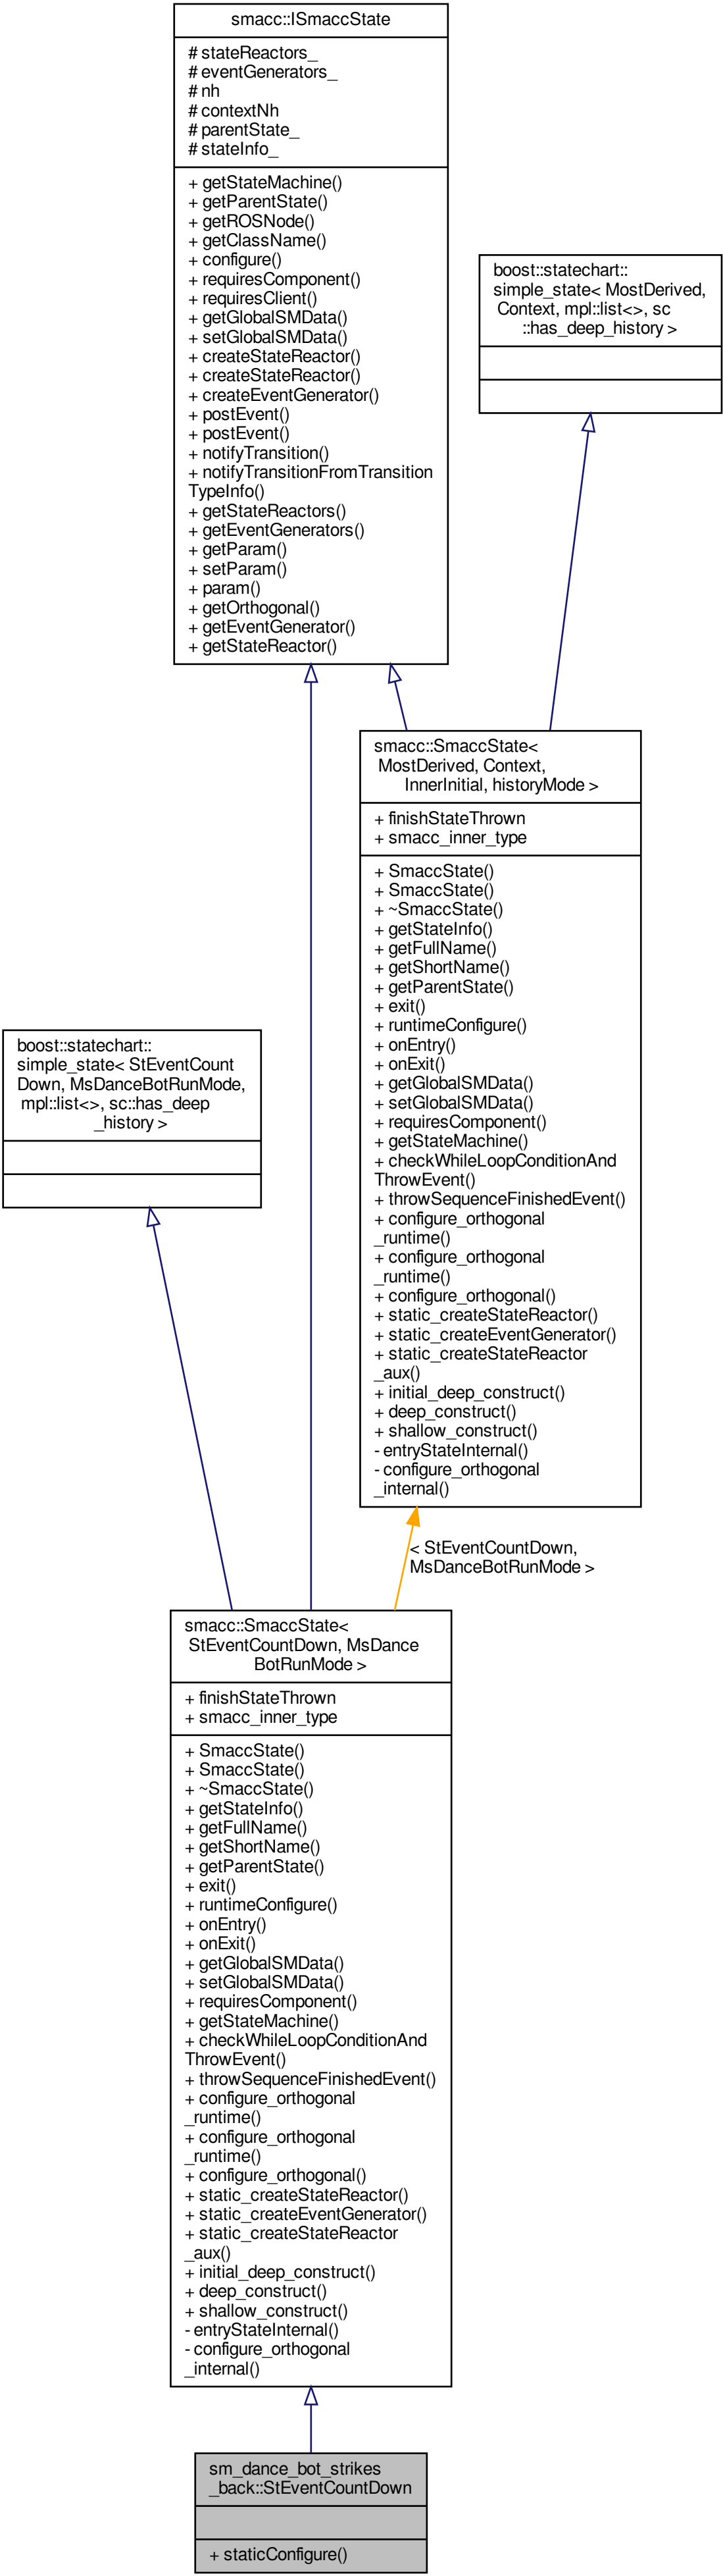 smacc::ISmaccState
# stateReactors_
# eventGenerators_
# nh
# contextNh
# parentState_
# stateInfo_
+ getStateMachine()
+ getParentState()
+ getROSNode()
+ getClassName()
+ configure()
+ requiresComponent()
+ requiresClient()
+ getGlobalSMData()
+ setGlobalSMData()
+ createStateReactor()
+ createStateReactor()
+ createEventGenerator()
+ postEvent()
+ postEvent()
+ notifyTransition()
+ notifyTransitionFromTransition
TypeInfo()
+ getStateReactors()
+ getEventGenerators()
+ getParam()
+ setParam()
+ param()
+ getOrthogonal()
+ getEventGenerator()
+ getStateReactor()
boost::statechart::
simple_state< MostDerived,
Context, mpl::list<>, sc
::has_deep_history >
smacc::SmaccState<
MostDerived, Context,
InnerInitial, historyMode >
+ finishStateThrown
+ smacc_inner_type
+ SmaccState()
+ SmaccState()
+ ~SmaccState()
+ getStateInfo()
+ getFullName()
+ getShortName()
+ getParentState()
+ exit()
+ runtimeConfigure()
+ onEntry()
+ onExit()
+ getGlobalSMData()
+ setGlobalSMData()
+ requiresComponent()
+ getStateMachine()
+ checkWhileLoopConditionAnd
ThrowEvent()
+ throwSequenceFinishedEvent()
+ configure_orthogonal
_runtime()
+ configure_orthogonal
_runtime()
+ configure_orthogonal()
+ static_createStateReactor()
+ static_createEventGenerator()
+ static_createStateReactor
_aux()
+ initial_deep_construct()
+ deep_construct()
+ shallow_construct()
- entryStateInternal()
- configure_orthogonal
_internal()
boost::statechart::
simple_state< StEventCount
Down, MsDanceBotRunMode,
mpl::list<>, sc::has_deep
_history >
< StEventCountDown,
MsDanceBotRunMode >
smacc::SmaccState<
StEventCountDown, MsDance
BotRunMode >
+ finishStateThrown
+ smacc_inner_type
+ SmaccState()
+ SmaccState()
+ ~SmaccState()
+ getStateInfo()
+ getFullName()
+ getShortName()
+ getParentState()
+ exit()
+ runtimeConfigure()
+ onEntry()
+ onExit()
+ getGlobalSMData()
+ setGlobalSMData()
+ requiresComponent()
+ getStateMachine()
+ checkWhileLoopConditionAnd
ThrowEvent()
+ throwSequenceFinishedEvent()
+ configure_orthogonal
_runtime()
+ configure_orthogonal
_runtime()
+ configure_orthogonal()
+ static_createStateReactor()
+ static_createEventGenerator()
+ static_createStateReactor
_aux()
+ initial_deep_construct()
+ deep_construct()
+ shallow_construct()
- entryStateInternal()
- configure_orthogonal
_internal()
sm_dance_bot_strikes
_back::StEventCountDown
+ staticConfigure()